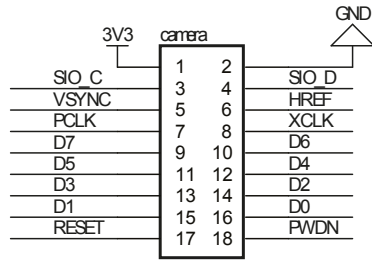 GND
3V3 camera
1 2
SIO_C 3 4 SIO_D
VSYNC 5 6 HREF
PCLK 7 8 XCLK
D7 9 10 D6
D5 11 12 D4
D3 13 14 D2
D1 15 16 D0
RESET 17 18 PWDN